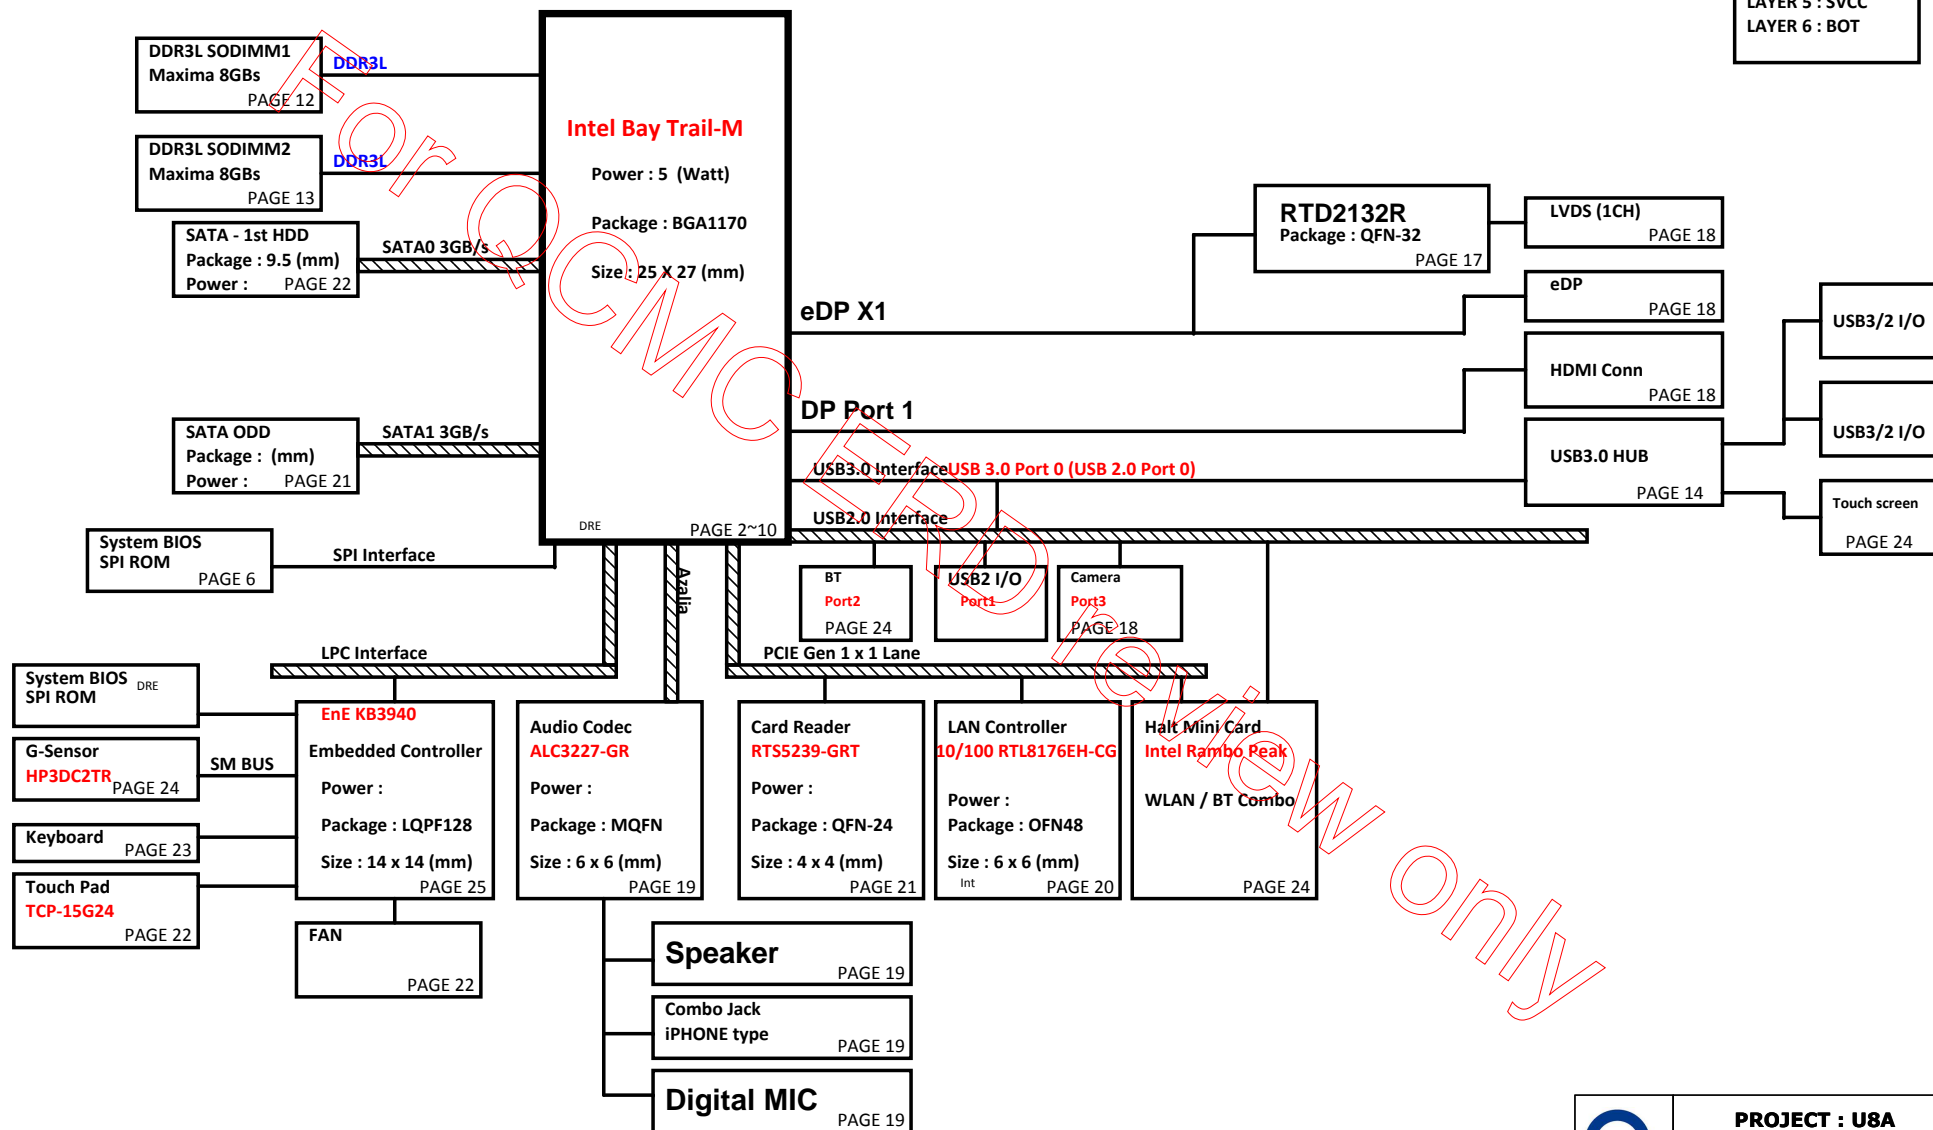 LAYER 5 : SVCC
LAYER 6 : BOT
DDR3L SODIMM1
Maxima 8GBs
PAGE 12
DDR3L
DDR3L SODIMM2
Maxima 8GBs
PAGE 13
DDR3L
SATA - 1st HDD
Package : 9.5 (mm)
Power :
PAGE 22
SATA0 3GB/s
SATA ODD
Package :  (mm)
Power :
PAGE 21
SATA1 3GB/s
System BIOS
SPI ROM
PAGE 6
SPI Interface
Intel Bay Trail-M
Power : 5  (Watt)
Package : BGA1170
Size : 25 X 27 (mm)
DRE
PAGE 2~10
eDP X1
DP Port 1
USB3.0 Interface
USB 3.0 Port 0 (USB 2.0 Port 0)
USB2.0 Interface
RTD2132R
Package : QFN-32
PAGE 17
LVDS (1CH)
PAGE 18
eDP
PAGE 18
HDMI Conn
PAGE 18
USB3.0 HUB
PAGE 14
USB3/2 I/O
USB3/2 I/O
Touch screen
PAGE 24
BT
Port2
PAGE 24
USB2 I/O
Port1
Camera
Port3
PAGE 18
Azalia
LPC Interface
PCIE Gen 1 x 1 Lane
System BIOS
SPI ROM
DRE
G-Sensor
HP3DC2TR
PAGE 24
SM BUS
Keyboard
PAGE 23
Touch Pad
TCP-15G24
PAGE 22
EnE KB3940
Embedded Controller
Power :
Package : LQPF128
Size : 14 x 14 (mm)
PAGE 25
FAN
PAGE 22
Audio Codec
ALC3227-GR
Power :
Package : MQFN
Size : 6 x 6 (mm)
PAGE 19
Card Reader
RTS5239-GRT
Power :
Package : QFN-24
Size : 4 x 4 (mm)
PAGE 21
LAN Controller
10/100 RTL8176EH-CG
Power :
Package : OFN48
Size : 6 x 6 (mm)
Int
PAGE 20
Halt Mini Card
Intel Rambo Peak
WLAN / BT Combo
PAGE 24
Speaker
PAGE 19
Combo Jack
iPHONE type
PAGE 19
Digital MIC
PAGE 19
PROJECT : U8A
For QCMC ERD review only